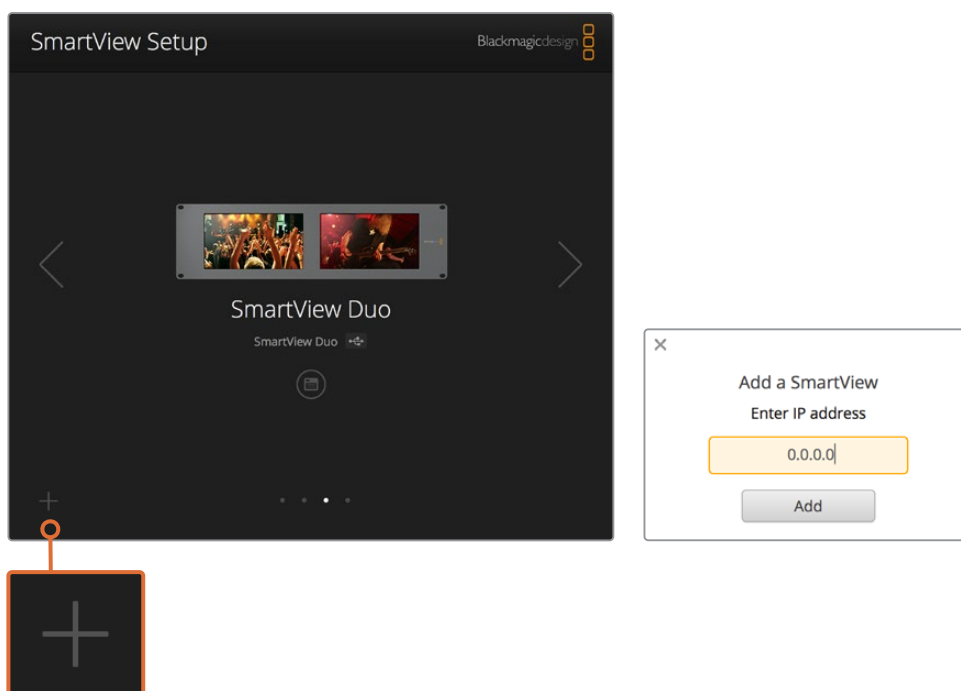 SmartView Setup
Blackmagicdesign
SmartView Duo
SmartView Duo
Add a SmartView
Enter IP address
0.0.0.0
Add